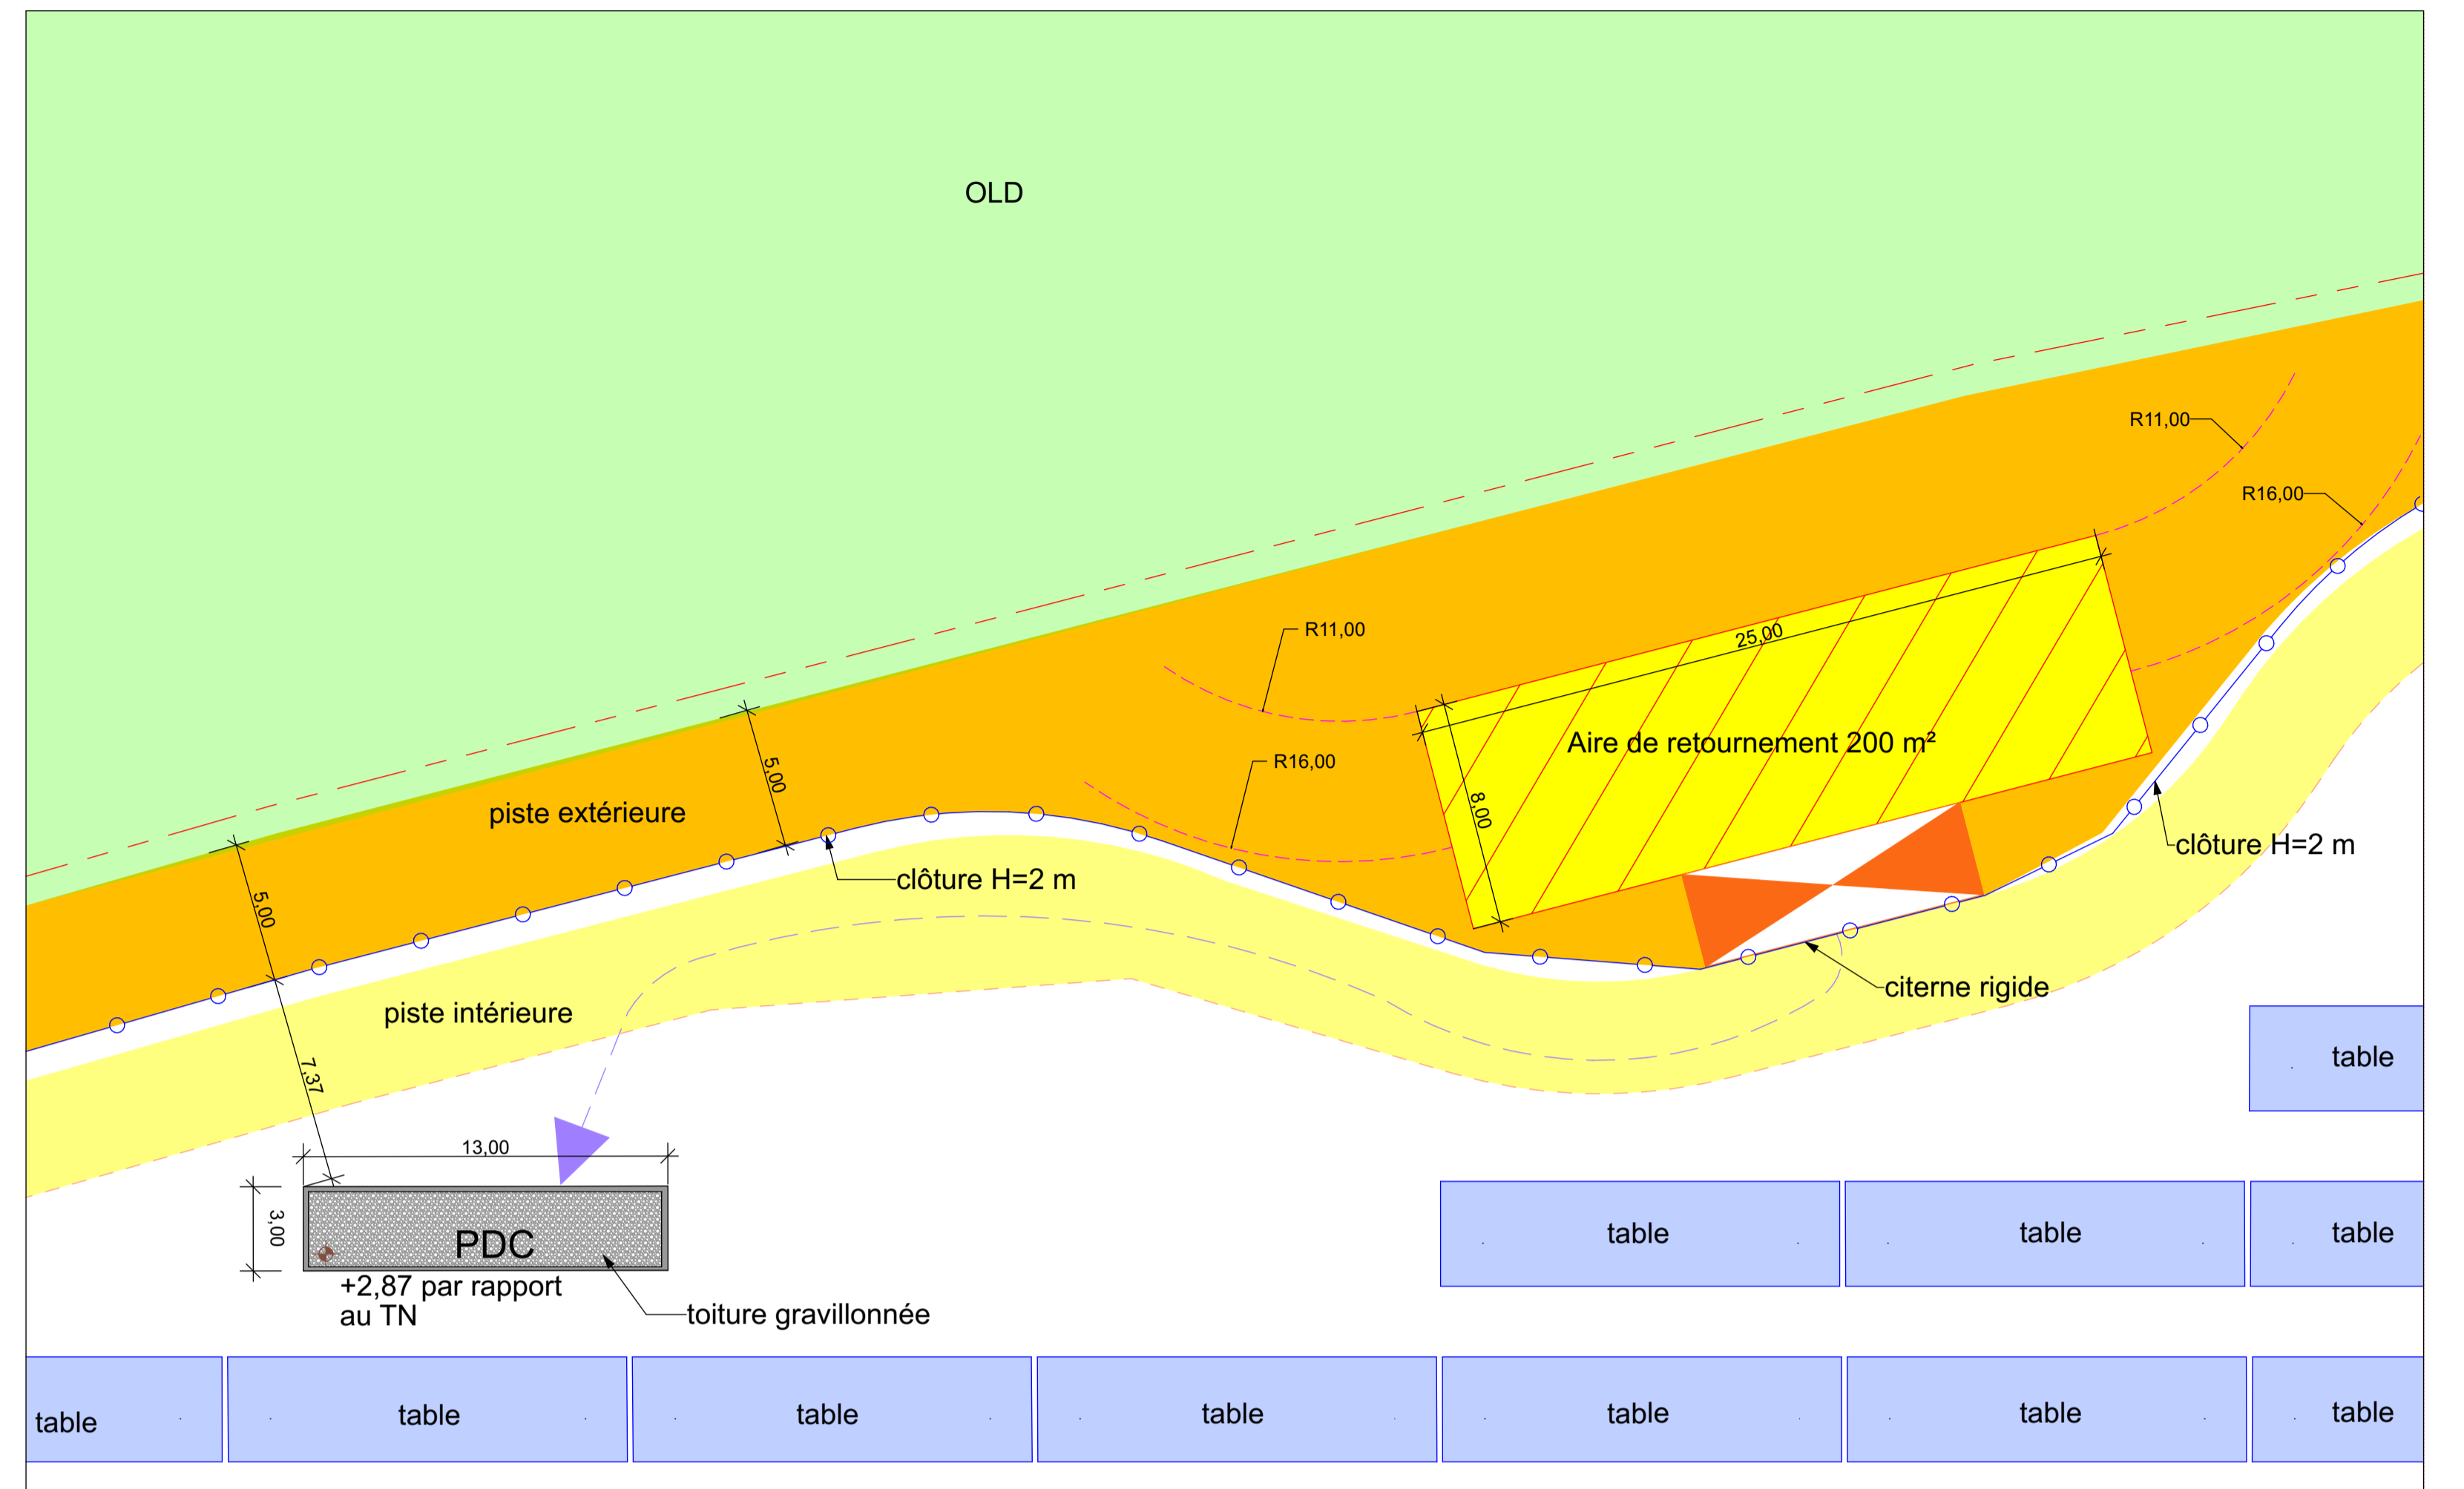 OLD
R11,00
R16,00
R11,00
25,00
R16,00
Aire de retournement 200 m²
5,00
8,00
piste extérieure
clôture H=2 m
clôture H=2 m
5,00
citerne rigide
piste intérieure
7,37
table
13,00
3,00
PDC
table
table
table
+2,87 par rapport
au TN
toiture gravillonnée
table
table
table
table
table
table
table